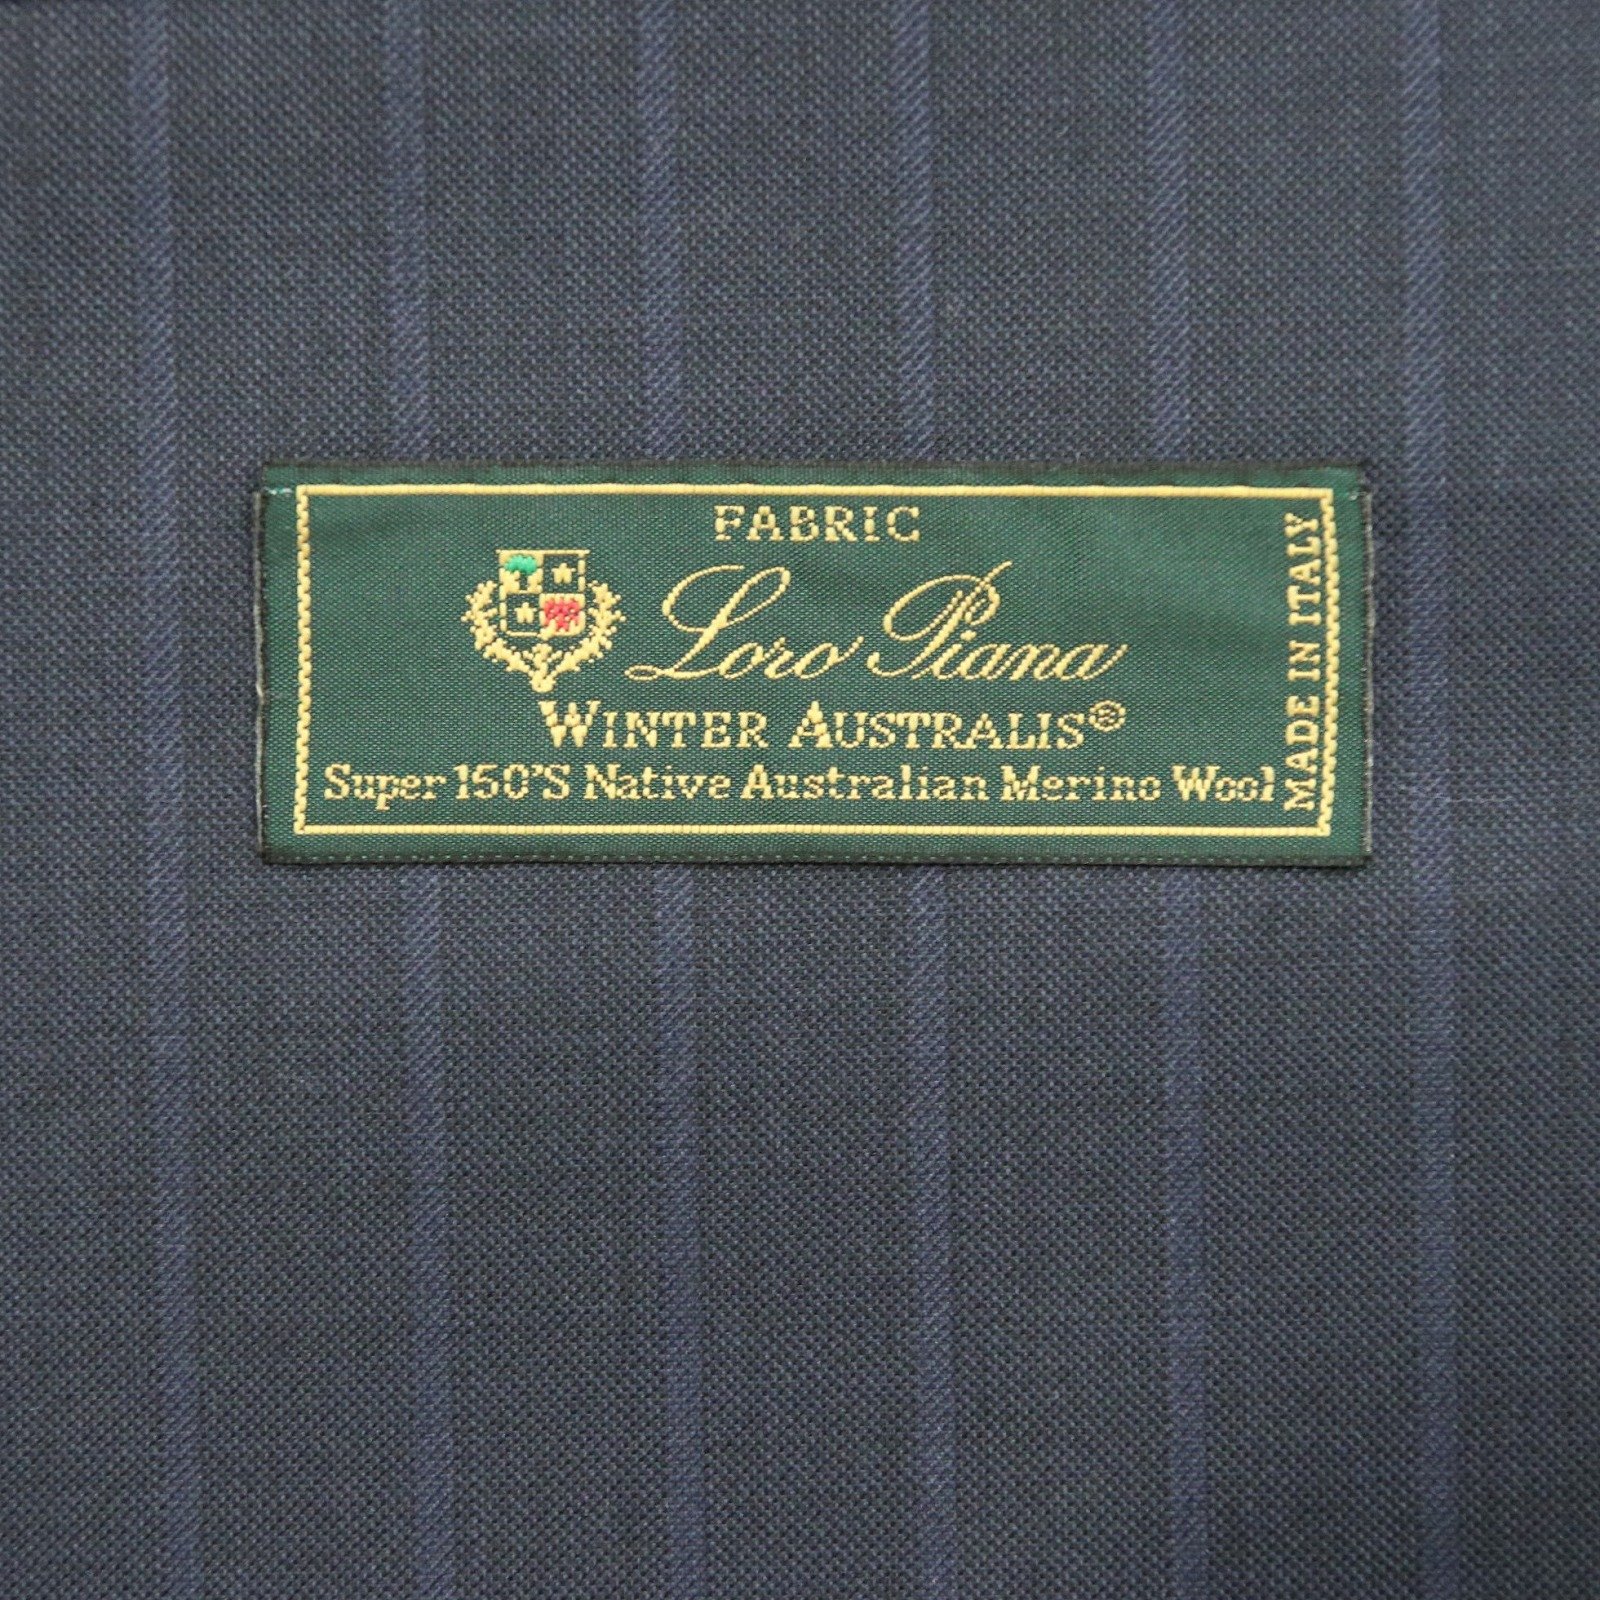 FABRIC
Loro Piana
WINTER AUSTRALIS®
Super 150'S Native Australian Merino Wool
MADE IN ITALY